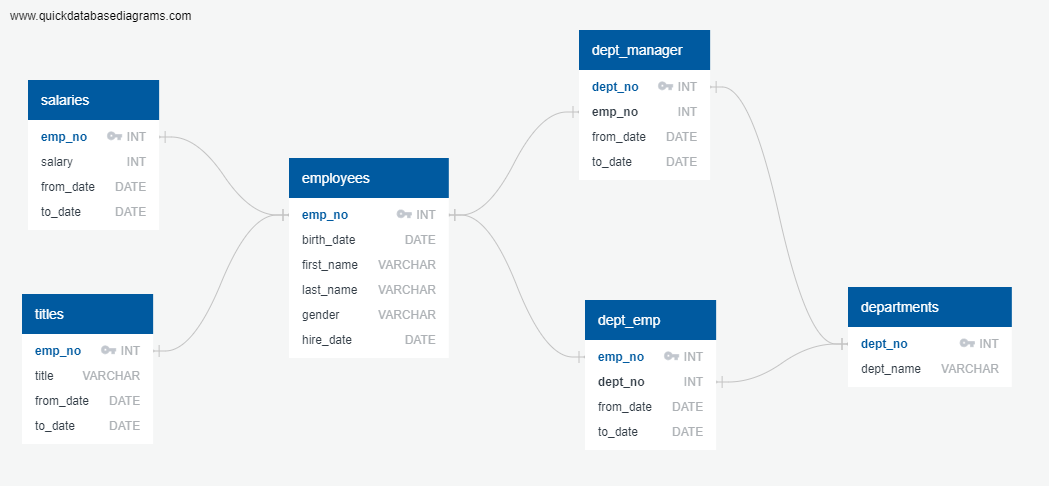 www.quickdatabasediagrams.com
salaries
emp_no INT
salary INT
from_date DATE
to_date DATE
titles
emp_no INT
title VARCHAR
from_date DATE
to_date DATE
employees
emp_no INT
birth_date DATE
first_name VARCHAR
last_name VARCHAR
gender VARCHAR
hire_date DATE
dept_manager
dept_no INT
emp_no INT
from_date DATE
to_date DATE
dept_emp
emp_no INT
dept_no INT
from_date DATE
to_date DATE
departments
dept_no INT
dept_name VARCHAR